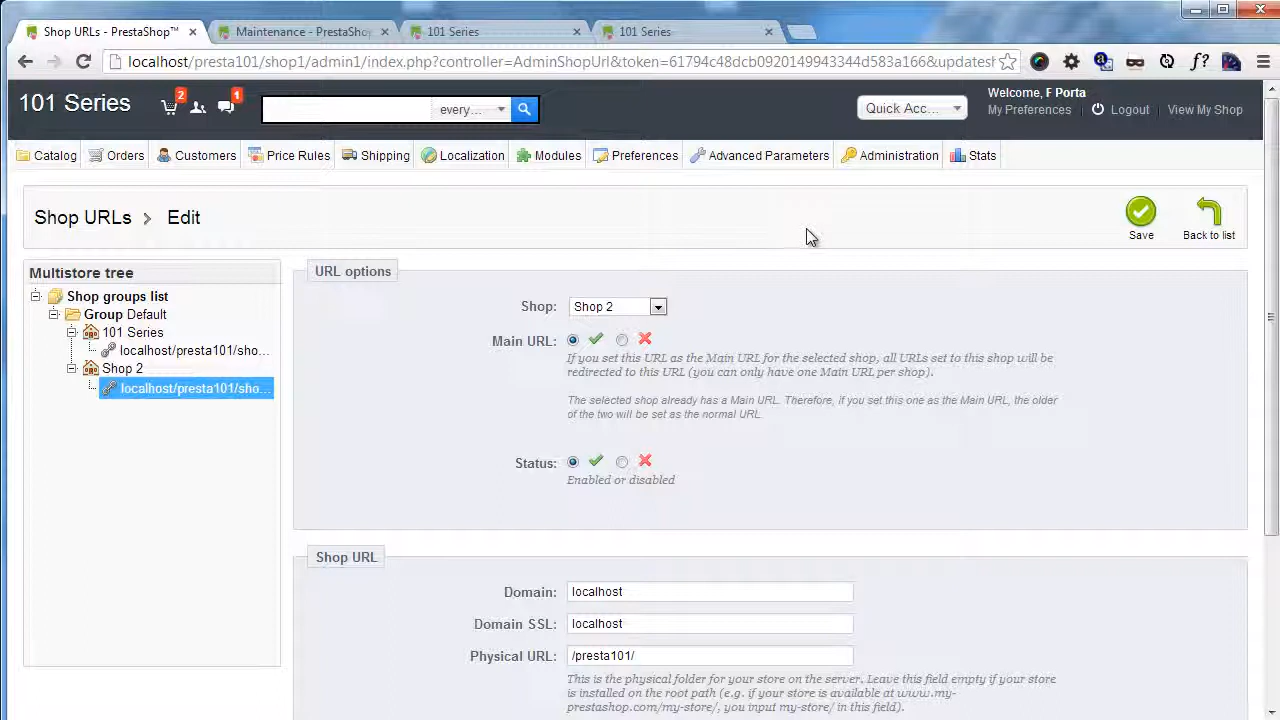 Shop URLs - PrestaShop™
Maintenance - PrestaSho
101 Series
101 Series
localhost/presta101/shop1/admin1/index.php?controller=AdminShopUrl&token=61794c48dcb0920149943344d583a166&updatesh
101 Series
2
1
every...
Quick Acc...
Welcome, F Porta
My Preferences
Logout
View My Shop
Catalog
Orders
Customers
Price Rules
Shipping
Localization
Modules
Preferences
Advanced Parameters
Administration
Stats
Shop URLs > Edit
Save
Back to list
Multistore tree
Shop groups list
Group Default
101 Series
localhost/presta101/sho...
Shop 2
localhost/presta101/sho...
URL options
Shop: Shop 2
Main URL:
If you set this URL as the Main URL for the selected shop, all URLs set to this shop will be
redirected to this URL (you can only have one Main URL per shop).
The selected shop already has a Main URL. Therefore, if you set this one as the Main URL, the older
of the two will be set as the normal URL.
Status:
Enabled or disabled
Shop URL
Domain: localhost
Domain SSL: localhost
Physical URL: /presta101/
This is the physical folder for your store on the server. Leave this field empty if your store
is installed on the root path (e.g. if your store is available at www.my-
prestashop.com/my-store/, you input my-store/ in this field).